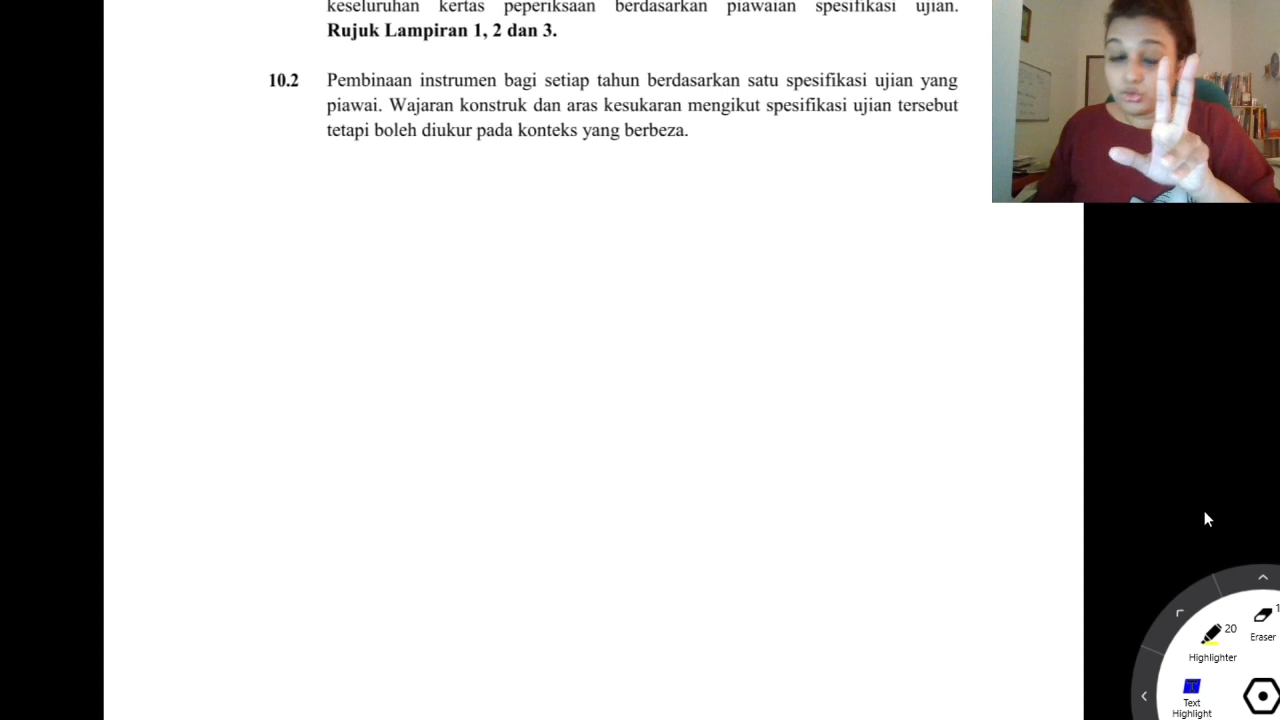 keseluruhan kertas peperiksaan berdasarkan piawaian spesifikasi ujian.
Rujuk Lampiran 1, 2 dan 3.
10.2 Pembinaan instrumen bagi setiap tahun berdasarkan satu spesifikasi ujian yang
piawai. Wajaran konstruk dan aras kesukaran mengikut spesifikasi ujian tersebut
tetapi boleh diukur pada konteks yang berbeza.
20
Highlighter
1
Eraser
T
Text
Highlight